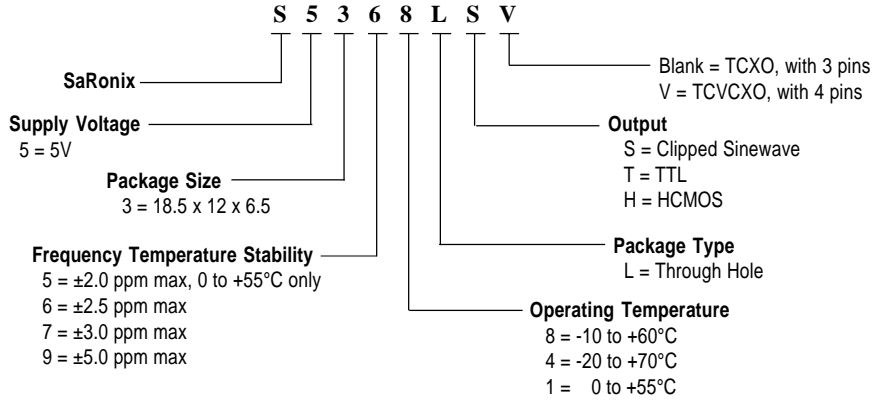 S 5 3 6 8 L S V
Blank = TCXO, with 3 pins
V = TCVCXO, with 4 pins
SaRonix
Supply Voltage
5 = 5V
Output
S = Clipped Sinewave
T = TTL
H = HCMOS
Package Size
3 = 18.5 x 12 x 6.5
Package Type
L = Through Hole
Frequency Temperature Stability
5 = ±2.0 ppm max, 0 to +55°C only
6 = ±2.5 ppm max
7 = ±3.0 ppm max
9 = ±5.0 ppm max
Operating Temperature
8 = -10 to +60°C
4 = -20 to +70°C
1 = 0 to +55°C